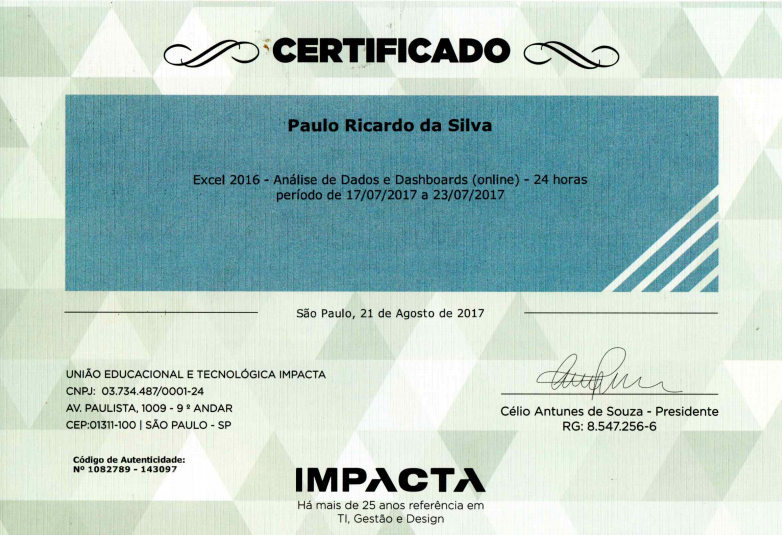 CERTIFICADO
Paulo Ricardo da Silva
Excel 2016 - Análise de Dados e Dashboards (online) - 24 horas
período de 17/07/2017 a 23/07/2017
São Paulo, 21 de Agosto de 2017
UNIÃO EDUCACIONAL E TECNOLÓGICA IMPACTA
CNPJ: 03.734.487/0001-24
AV. PAULISTA, 1009 - 9 º ANDAR
CEP:01311-100 | SÃO PAULO - SP
Célio Antunes de Souza - Presidente
RG: 8.547.256-6
Código de Autenticidade:
Nº 1082789 - 143097
IMPACTA
Há mais de 25 anos referência em
TI, Gestão e Design